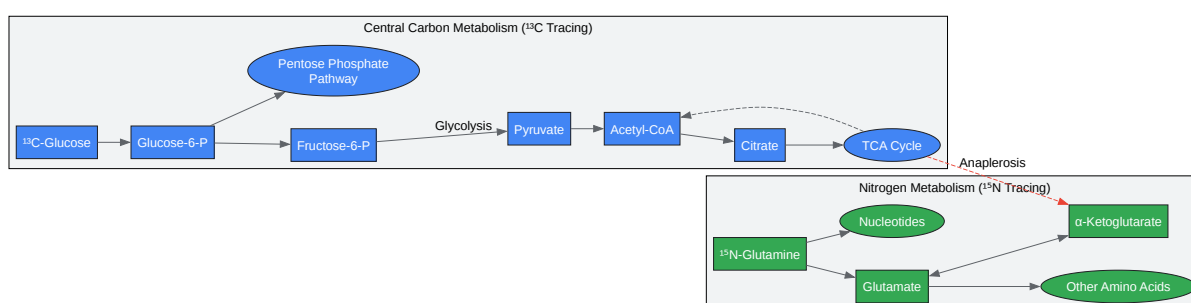 Central Carbon Metabolism (¹³C Tracing)
Pentose Phosphate
Pathway
¹³C-Glucose
Glucose-6-P
Fructose-6-P
Glycolysis
Pyruvate
Acetyl-CoA
Citrate
TCA Cycle
Anaplerosis
Nitrogen Metabolism (¹⁵N Tracing)
Nucleotides
α-Ketoglutarate
¹⁵N-Glutamine
Glutamate
Other Amino Acids